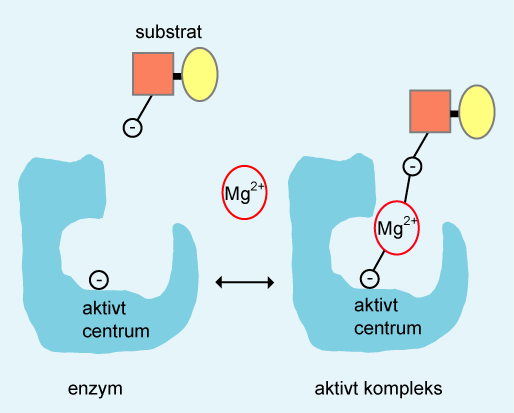 substrat
-
-
Mg2+
Mg2+
-
-
aktivt
centrum
aktivt
centrum
enzym
aktivt kompleks